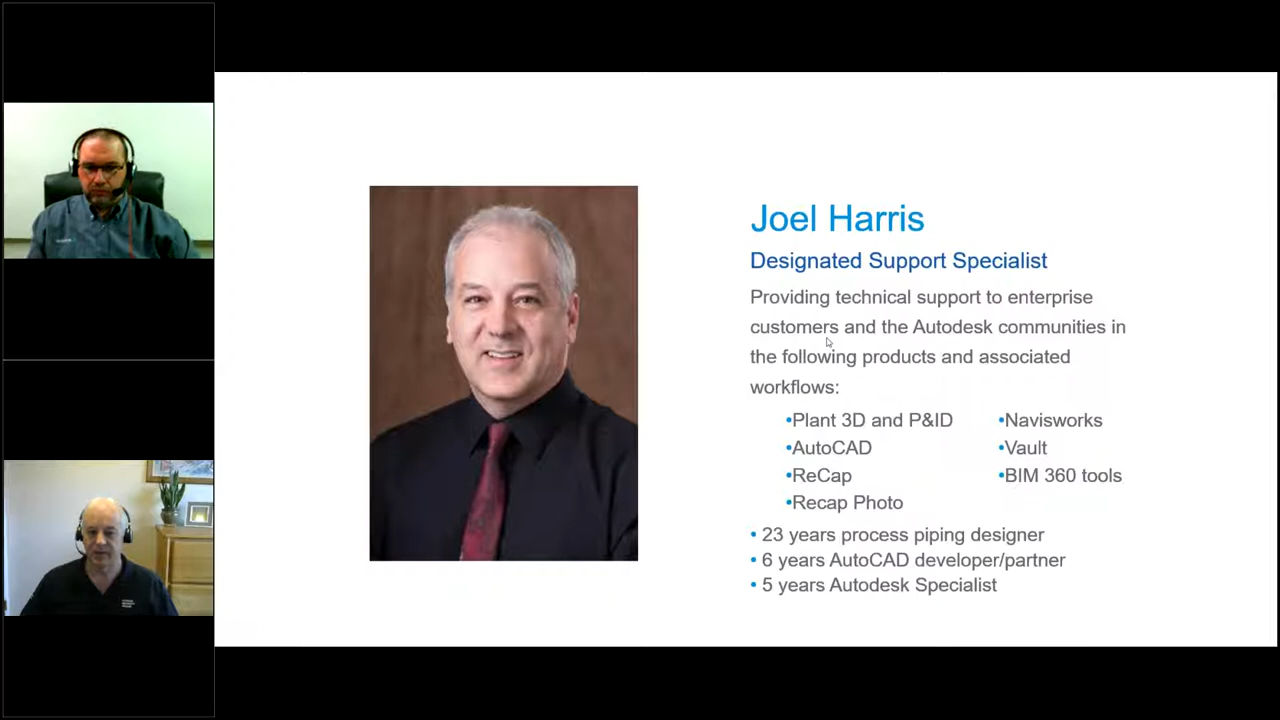 Joel Harris
Designated Support Specialist
Providing technical support to enterprise
customers and the Autodesk communities in
the following products and associated
workflows:
•Plant 3D and P&ID
•AutoCAD
•ReCap
•Recap Photo
•Navisworks
•Vault
•BIM 360 tools
• 23 years process piping designer
• 6 years AutoCAD developer/partner
• 5 years Autodesk Specialist